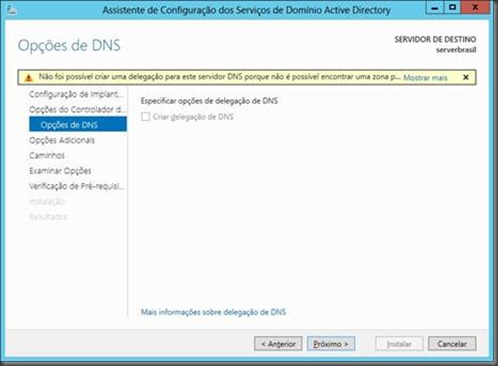 Assistente de Configuração dos Serviços de Domínio Active Directory
Opções de DNS
SERVIDOR DE DESTINO
serverbrasil
Não foi possível criar uma delegação para este servidor DNS porque não é possível encontrar uma zona p... Mostrar mais
Configuração de Implant...
Opções do Controlador d...
Opções de DNS
Opções Adicionais
Caminhos
Examinar Opções
Verificação de Pré-requisi...
Instalação
Resultados
Especificar opções de delegação de DNS
Criar delegação de DNS
Mais informações sobre delegação de DNS
< Anterior
Próximo >
Instalar
Cancelar